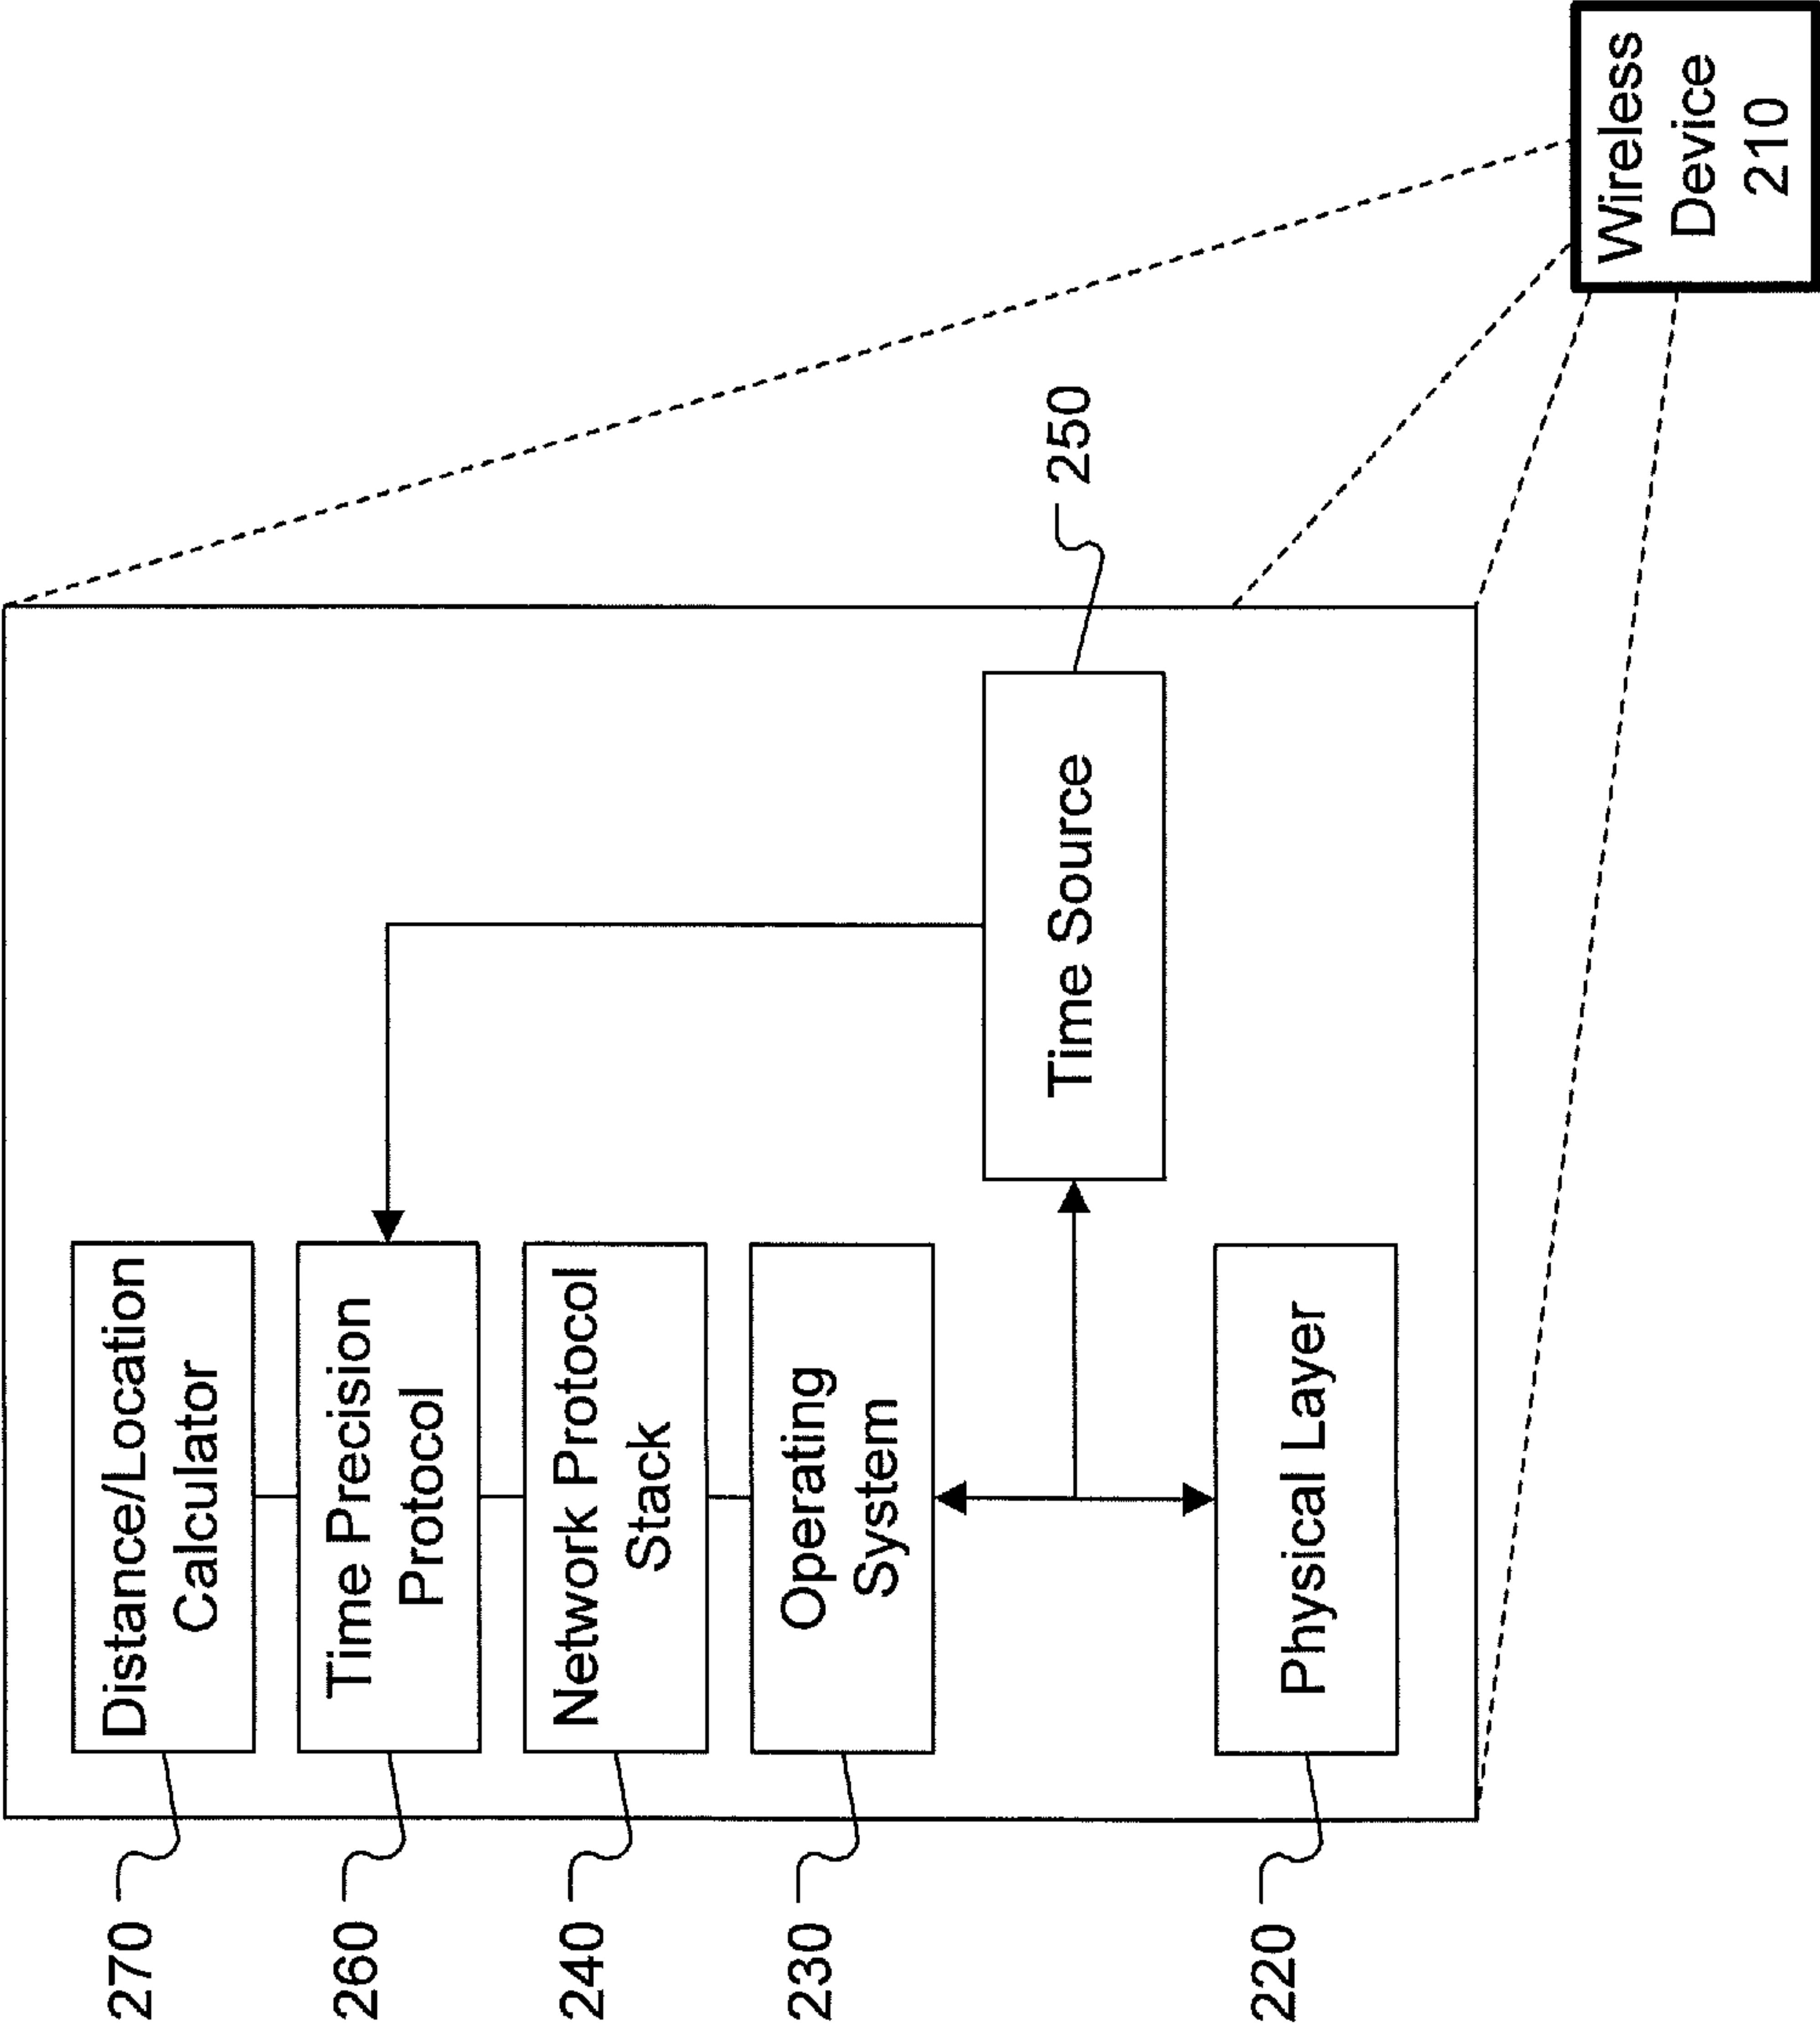 270
Distance/Location
Calculator
260
Time Precision
Protocol
240
Network Protocol
Stack
230
Operating
System
250
Time Source
220
Physical Layer
Wireless
Device
210